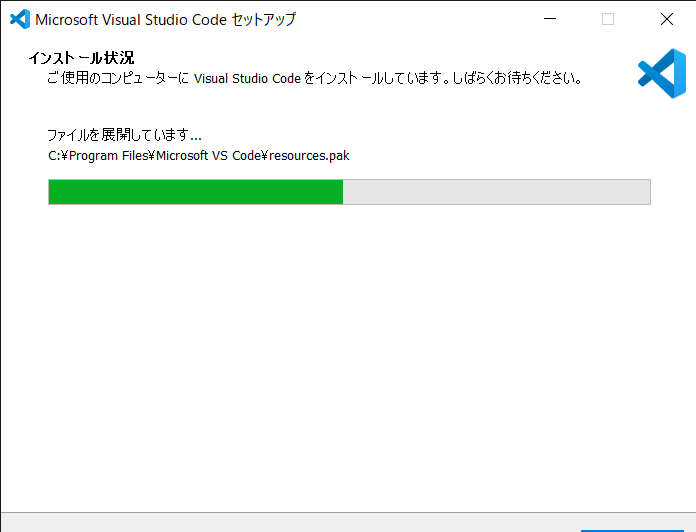 Microsoft Visual Studio Code セットアップ
インストール状況
ご使用のコンピューターに Visual Studio Code をインストールしています。しばらくお待ちください。
ファイルを展開しています...
C:¥Program Files¥Microsoft VS Code¥resources.pak